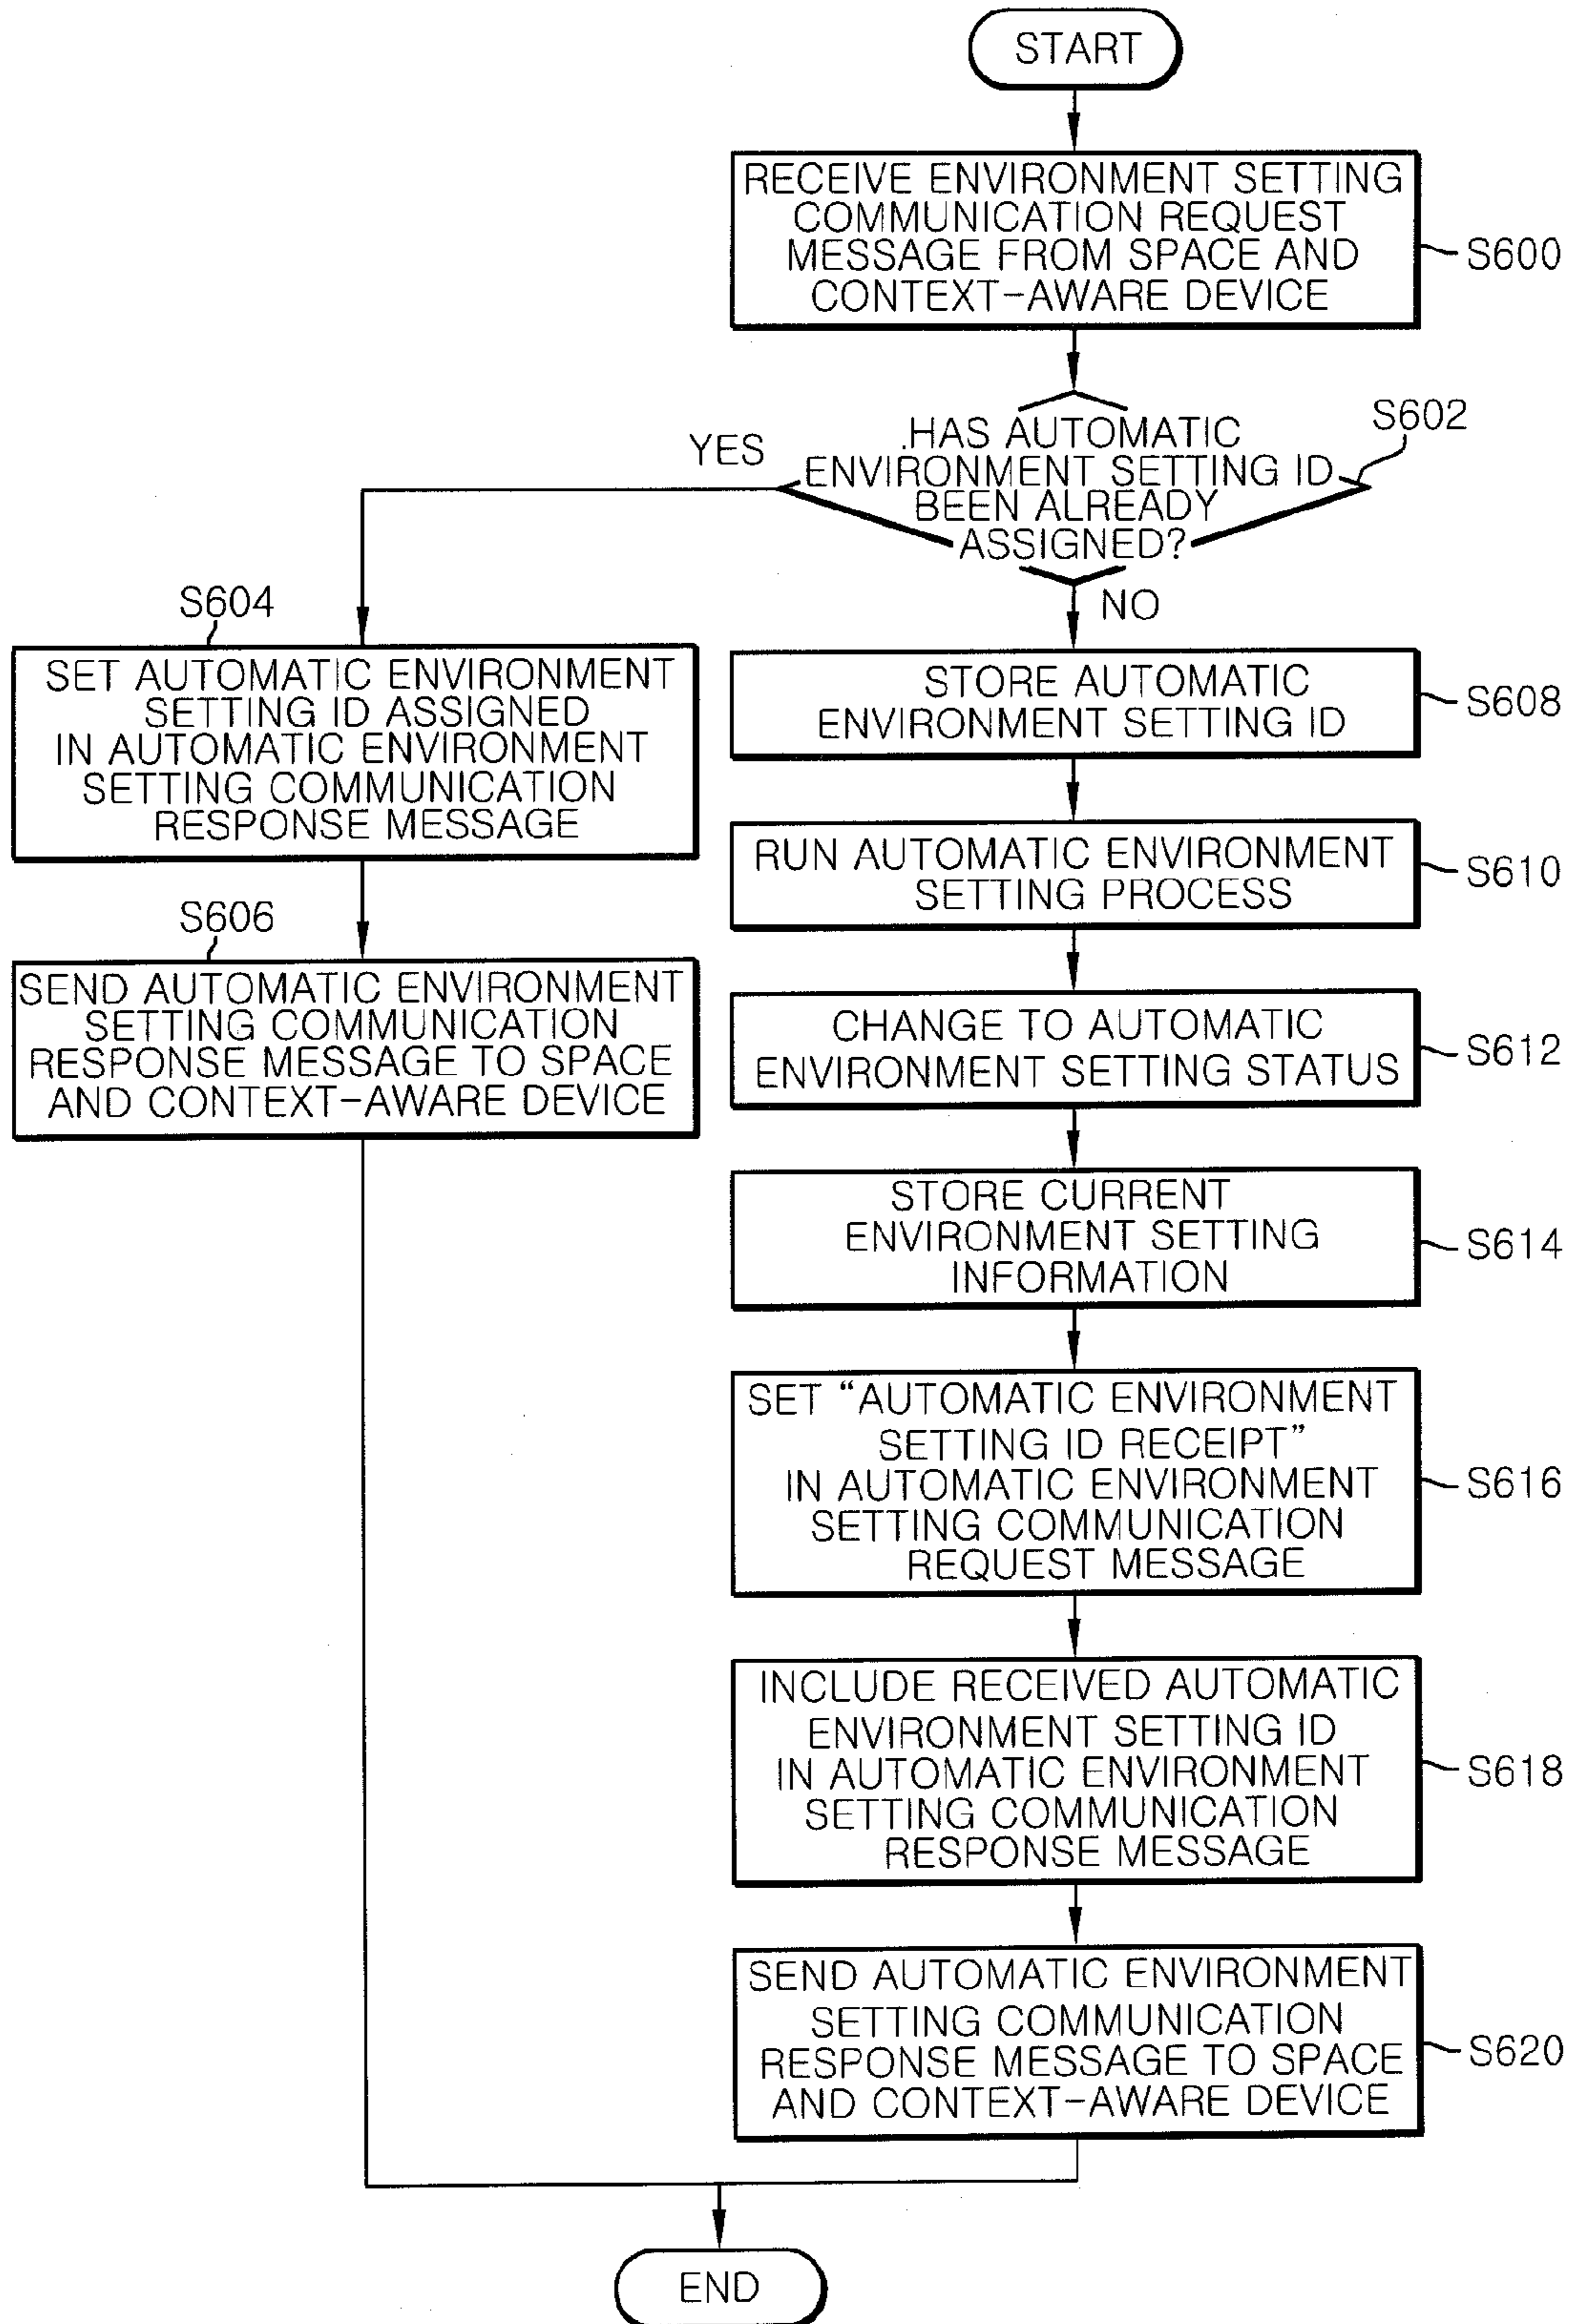 START
RECEIVE ENVIRONMENT SETTING
COMMUNICATION REQUEST
MESSAGE FROM SPACE AND
CONTEXT-AWARE DEVICE
S600
HAS AUTOMATIC
ENVIRONMENT SETTING ID
BEEN ALREADY
ASSIGNED?
S602
YES
NO
S604
SET AUTOMATIC ENVIRONMENT
SETTING ID ASSIGNED
IN AUTOMATIC ENVIRONMENT
SETTING COMMUNICATION
RESPONSE MESSAGE
S606
SEND AUTOMATIC ENVIRONMENT
SETTING COMMUNICATION
RESPONSE MESSAGE TO SPACE
AND CONTEXT-AWARE DEVICE
STORE AUTOMATIC
ENVIRONMENT SETTING ID
S608
RUN AUTOMATIC ENVIRONMENT
SETTING PROCESS
S610
CHANGE TO AUTOMATIC
ENVIRONMENT SETTING STATUS
S612
STORE CURRENT
ENVIRONMENT SETTING
INFORMATION
S614
SET “AUTOMATIC ENVIRONMENT
SETTING ID RECEIPT”
IN AUTOMATIC ENVIRONMENT
SETTING COMMUNICATION
REQUEST MESSAGE
S616
INCLUDE RECEIVED AUTOMATIC
ENVIRONMENT SETTING ID
IN AUTOMATIC ENVIRONMENT
SETTING COMMUNICATION
RESPONSE MESSAGE
S618
SEND AUTOMATIC ENVIRONMENT
SETTING COMMUNICATION
RESPONSE MESSAGE TO SPACE
AND CONTEXT-AWARE DEVICE
S620
END